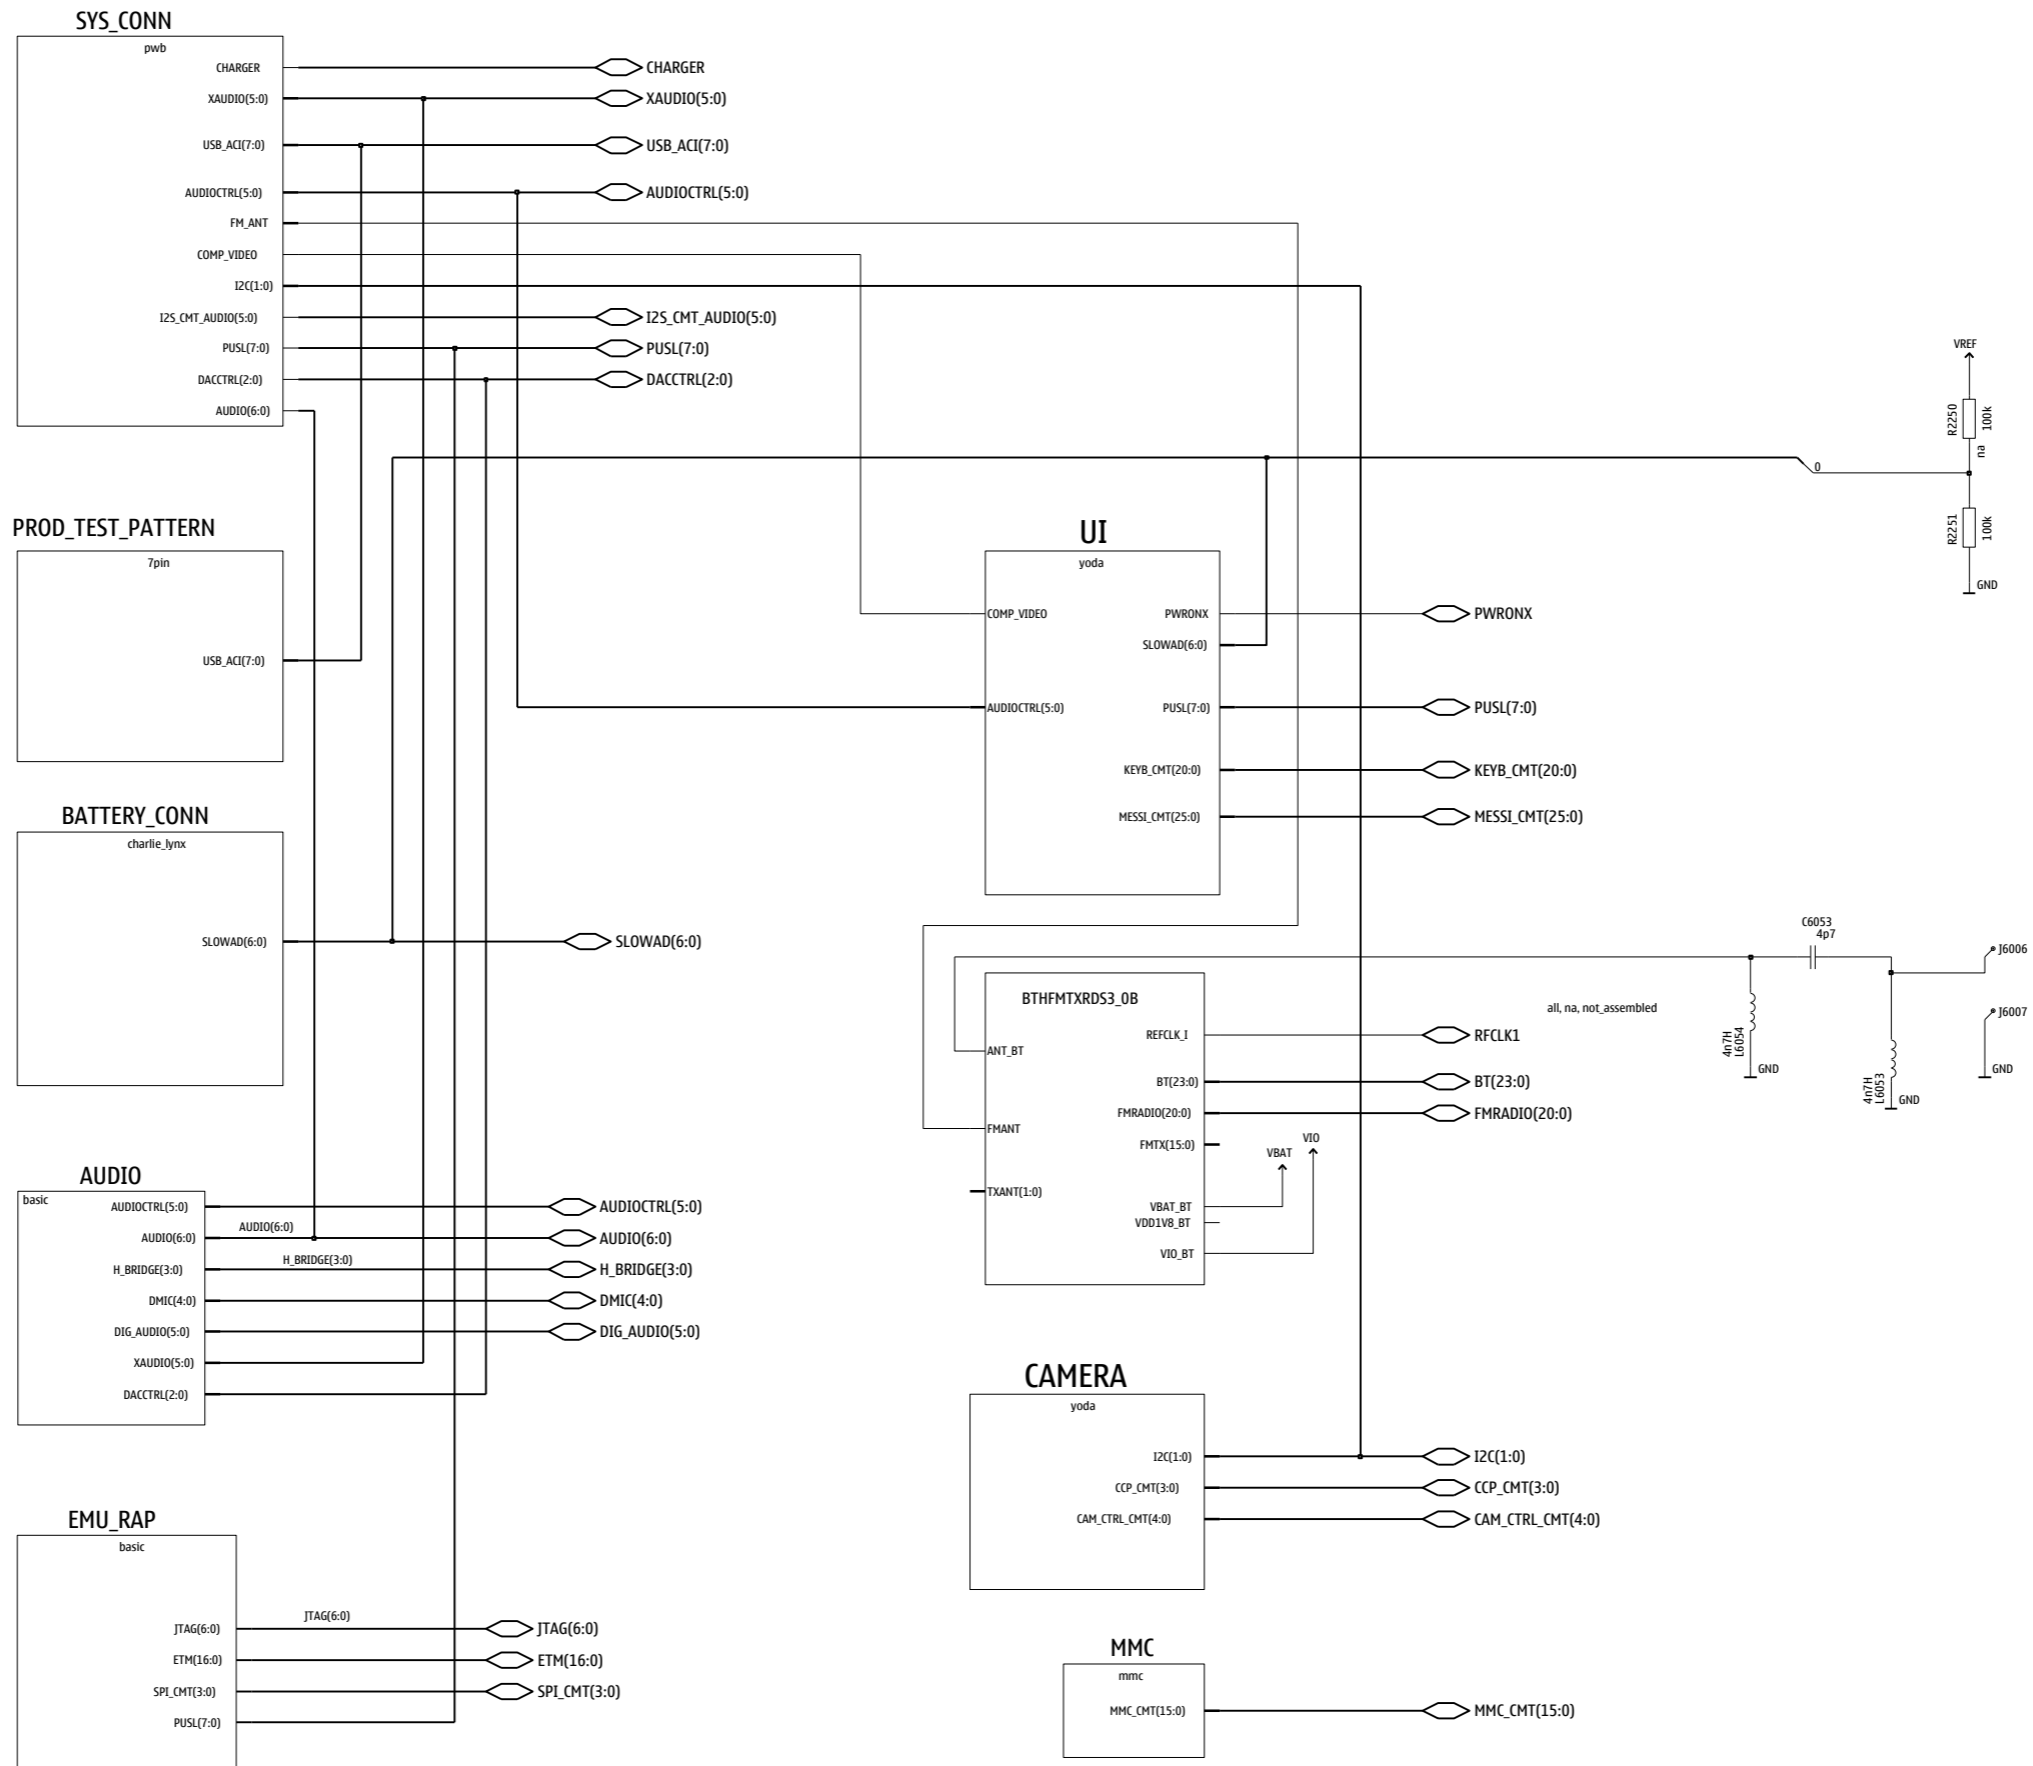 SYS_CONN
pwb
CHARGER
CHARGER
XAUDIO(5:0)
XAUDIO(5:0)
USB_ACI(7:0)
USB_ACI(7:0)
AUDIOCTRL(5:0)
AUDIOCTRL(5:0)
FM_ANT
COMP_VIDEO
I2C(1:0)
I2S_CMT_AUDIO(5:0)
I2S_CMT_AUDIO(5:0)
PUSL(7:0)
PUSL(7:0)
DACCTRL(2:0)
DACCTRL(2:0)
AUDIO(6:0)
VREF
R2250
100k
na
0
R2251
100k
GND
PROD_TEST_PATTERN
7pin
USB_ACI(7:0)
UI
yoda
COMP_VIDEO
PWRONX
PWRONX
SLOWAD(6:0)
AUDIOCTRL(5:0)
PUSL(7:0)
PUSL(7:0)
KEYB_CMT(20:0)
KEYB_CMT(20:0)
MESSI_CMT(25:0)
MESSI_CMT(25:0)
BATTERY_CONN
charlie_lynx
SLOWAD(6:0)
SLOWAD(6:0)
BTHFMTXRDS3_0B
REFCLK_I
RFCLK1
ANT_BT
BT(23:0)
BT(23:0)
FMRADIO(20:0)
FMRADIO(20:0)
FMANT
FMTX(15:0)
TXANT(1:0)
VBAT
VIO
VBAT_BT
VDD1V8_BT
VIO_BT
all, na, not_assembled
C6053
4p7
J6006
J6007
4n7H
L6054
GND
4n7H
L6053
GND
GND
AUDIO
basic
AUDIOCTRL(5:0)
AUDIOCTRL(5:0)
AUDIO(6:0)
AUDIO(6:0)
AUDIO(6:0)
H_BRIDGE(3:0)
H_BRIDGE(3:0)
H_BRIDGE(3:0)
DMIC(4:0)
DMIC(4:0)
DIG_AUDIO(5:0)
DIG_AUDIO(5:0)
XAUDIO(5:0)
DACCTRL(2:0)
CAMERA
yoda
I2C(1:0)
I2C(1:0)
CCP_CMT(3:0)
CCP_CMT(3:0)
CAM_CTRL_CMT(4:0)
CAM_CTRL_CMT(4:0)
EMU_RAP
basic
JTAG(6:0)
JTAG(6:0)
JTAG(6:0)
ETM(16:0)
ETM(16:0)
SPI_CMT(3:0)
SPI_CMT(3:0)
PUSL(7:0)
MMC
mmc
MMC_CMT(15:0)
MMC_CMT(15:0)